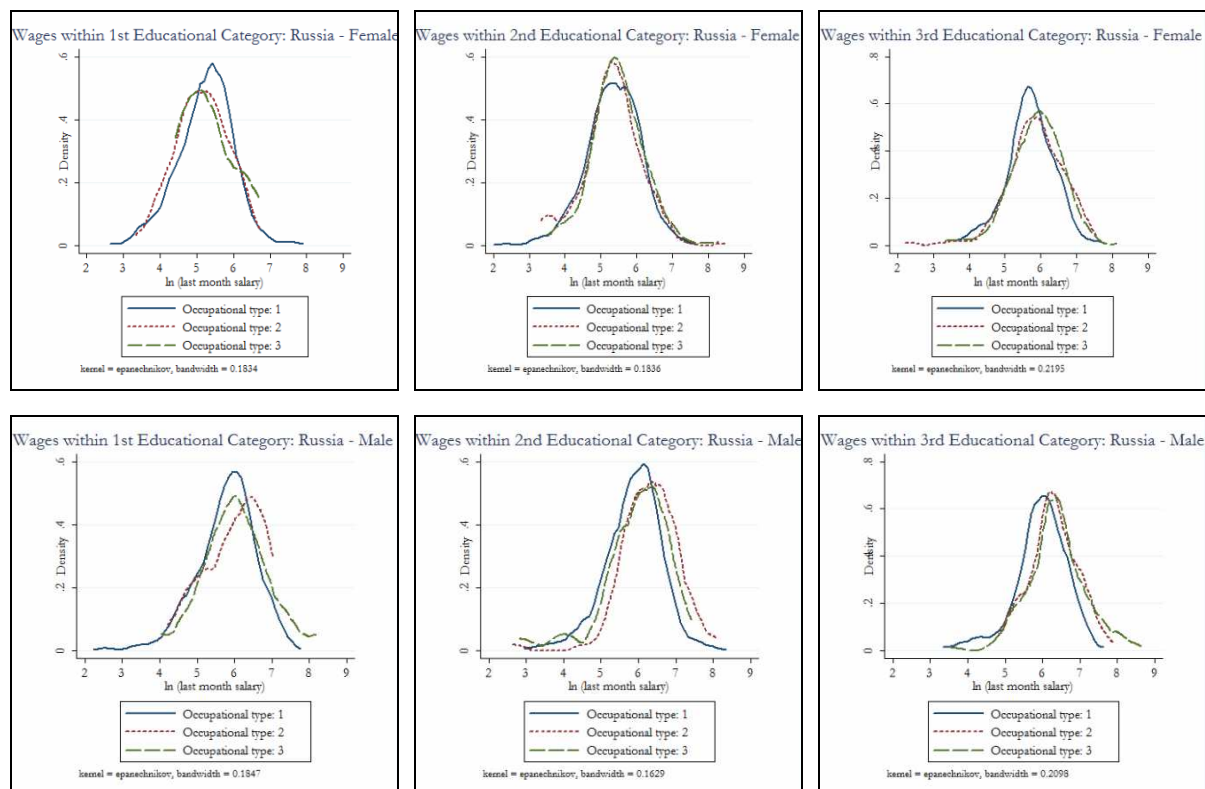 Wages within 1st Educational Category: Russia - Female
Density
0 .2 .4 .6
2 3 4 5 6 7 8 9
ln (last month salary)
Occupational type: 1
Occupational type: 2
Occupational type: 3
kernel = epanechnikov, bandwidth = 0.1834
Wages within 2nd Educational Category: Russia - Female
Density
0 .2 .4 .6
2 3 4 5 6 7 8 9
ln (last month salary)
Occupational type: 1
Occupational type: 2
Occupational type: 3
kernel = epanechnikov, bandwidth = 0.1836
Wages within 3rd Educational Category: Russia - Female
Density
0 .2 .4 .6 .8
2 3 4 5 6 7 8 9
ln (last month salary)
Occupational type: 1
Occupational type: 2
Occupational type: 3
kernel = epanechnikov, bandwidth = 0.2195
Wages within 1st Educational Category: Russia - Male
Density
0 .2 .4 .6
2 3 4 5 6 7 8 9
ln (last month salary)
Occupational type: 1
Occupational type: 2
Occupational type: 3
kernel = epanechnikov, bandwidth = 0.1847
Wages within 2nd Educational Category: Russia - Male
Density
0 .2 .4 .6
2 3 4 5 6 7 8 9
ln (last month salary)
Occupational type: 1
Occupational type: 2
Occupational type: 3
kernel = epanechnikov, bandwidth = 0.1629
Wages within 3rd Educational Category: Russia - Male
Density
0 .2 .4 .6 .8
2 3 4 5 6 7 8 9
ln (last month salary)
Occupational type: 1
Occupational type: 2
Occupational type: 3
kernel = epanechnikov, bandwidth = 0.2098